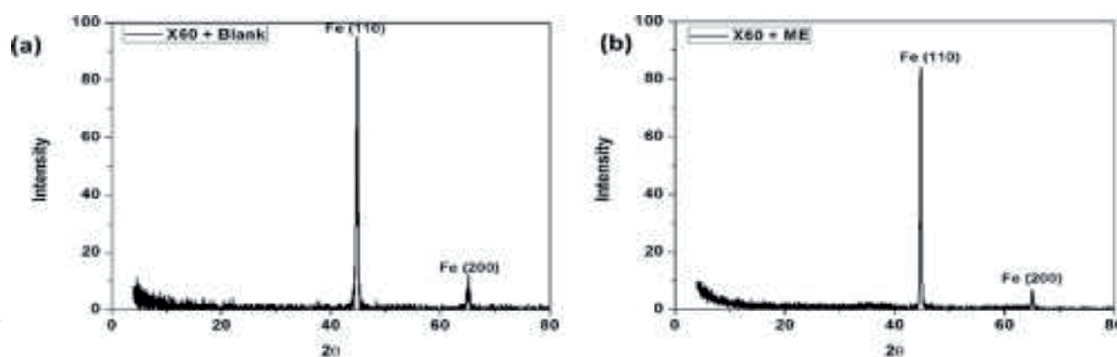 (a)
X60 + Blank
Fe (110)
Fe (200)
Intensity
100
80
60
40
20
0
0 20 40 60 80
2θ
(b)
X60 + ME
Fe (110)
Fe (200)
Intensity
100
80
60
40
20
0
0 20 40 60 80
2θ